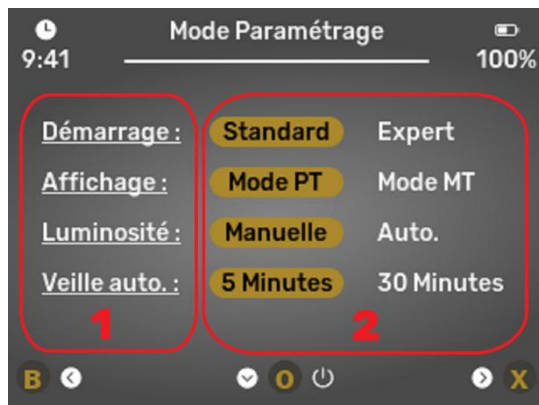 Mode Paramétrage
9:41
100%
Démarrage : Standard Expert
Affichage : Mode PT Mode MT
Luminosité : Manuelle Auto.
Veille auto. : 5 Minutes 30 Minutes
1 2
B O X